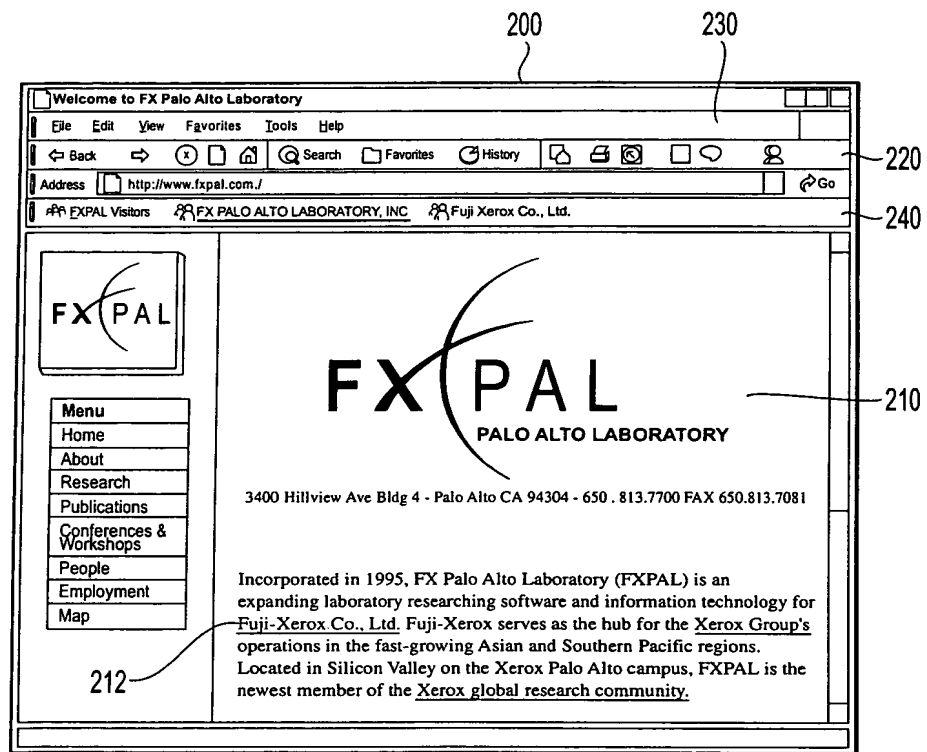 200 230
Welcome to FX Palo Alto Laboratory
File Edit View Favorites Tools Help
Back Search Favorites History 220
Address http://www.fxpal.com./ Go
FXPAL Visitors FX PALO ALTO LABORATORY, INC Fuji Xerox Co., Ltd. 240
FXPAL
FXPAL
PALO ALTO LABORATORY
210
3400 Hillview Ave Bldg 4 - Palo Alto CA 94304 - 650 . 813.7700 FAX 650.813.7081
Menu
Home
About
Research
Publications
Conferences &
Workshops
People
Employment
Map
212
Incorporated in 1995, FX Palo Alto Laboratory (FXPAL) is an
expanding laboratory researching software and information technology for
Fuji-Xerox Co., Ltd. Fuji-Xerox serves as the hub for the Xerox Group's
operations in the fast-growing Asian and Southern Pacific regions.
Located in Silicon Valley on the Xerox Palo Alto campus, FXPAL is the
newest member of the Xerox global research community.